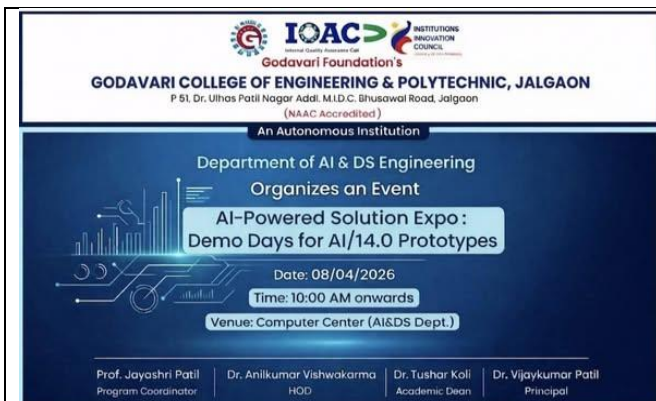 IQAC
Internal Quality Assurance Cell
INSTITUTIONS
INNOVATION
COUNCIL
Godavari Foundation's
GODAVARI COLLEGE OF ENGINEERING & POLYTECHNIC, JALGAON
P 51, Dr. Ulhas Patil Nagar Addl. M.I.D.C. Bhusawal Road, Jalgaon
(NAAC Accredited)
An Autonomous Institution
Department of AI & DS Engineering
Organizes an Event
AI-Powered Solution Expo :
Demo Days for AI/14.0 Prototypes
Date: 08/04/2026
Time: 10:00 AM onwards
Venue: Computer Center (AI&DS Dept.)
Prof. Jayashri Patil
Program Coordinator
Dr. Anilkumar Vishwakarma
HOD
Dr. Tushar Koli
Academic Dean
Dr. Vijaykumar Patil
Principal